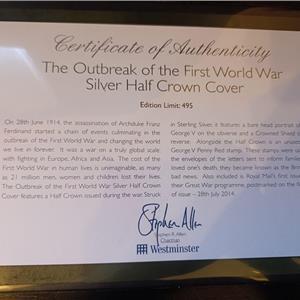 Certificate of Authenticity
The Outbreak of the First World War
Silver Half Crown Cover
Edition Limit: 495
On 28th June 1914, the assassination of Archduke Franz
Ferdinand started a chain of events culminating in the
outbreak of the First World War and changing the world
we live in forever. It was a war on a truly global scale
with fighting in Europe, Africa and Asia. The cost of the
First World War in human lives is unimaginable, as many
as 21 million men, women and children lost their lives.
The Outbreak of the First World War Silver Half Crown
Cover features a Half Crown issued during the war. Struck
in Sterling Silver, it features a bare head portrait of
George V on the obverse and a Crowned Shield
reverse. Alongside the Half Crown is an unused
George V Penny Red stamp. These stamps were
the envelopes of the letters sent to inform
loved one's death, they became known as the
bad news. Also included is Royal Mail's first
their Great War programme, postmarked on the
of issue – 28th July 2014.
Stephen Allen
Stephen R. Allen
Chairman
Westminster